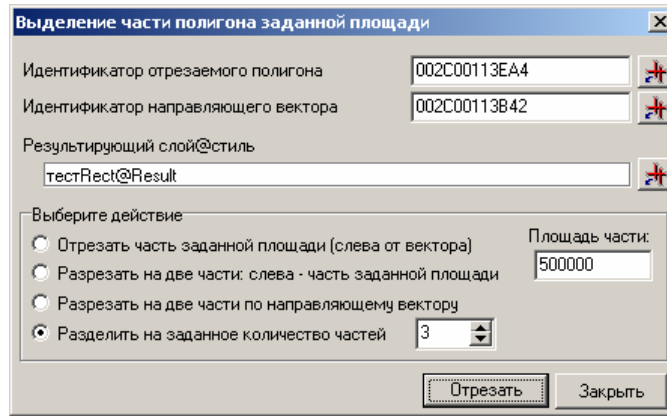 Выделение части полигона заданной площади
Идентификатор отрезаемого полигона 002C00113EA4
Идентификатор направляющего вектора 002C00113B42
Результирующий слой@стиль
тестRect@Result
Выберите действие
Отрезать часть заданной площади (слева от вектора) Площадь части:
Разрезать на две части: слева - часть заданной площади 500000
Разрезать на две части по направляющему вектору
Разделить на заданное количество частей 3
Отрезать Закрыть